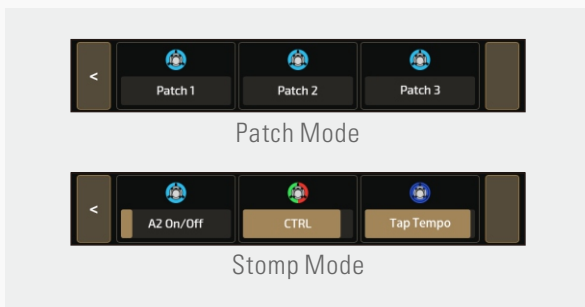 <
Patch 1
Patch 2
Patch 3
Patch Mode
<
A2 On/Off
CTRL
Tap Tempo
Stomp Mode